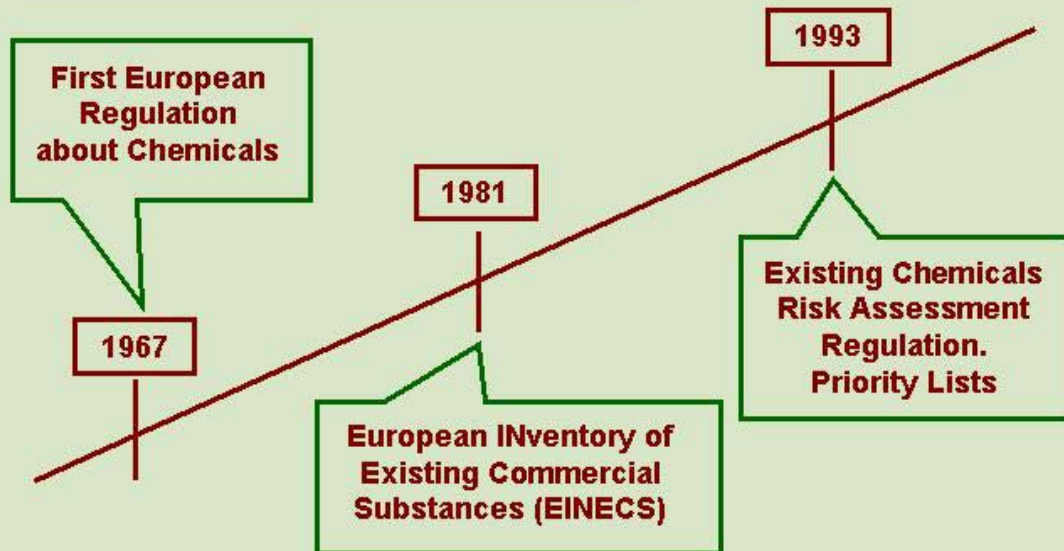 First European
Regulation
about Chemicals
1967
1981
European INventory of
Existing Commercial
Substances (EINECS)
1993
Existing Chemicals
Risk Assessment
Regulation.
Priority Lists